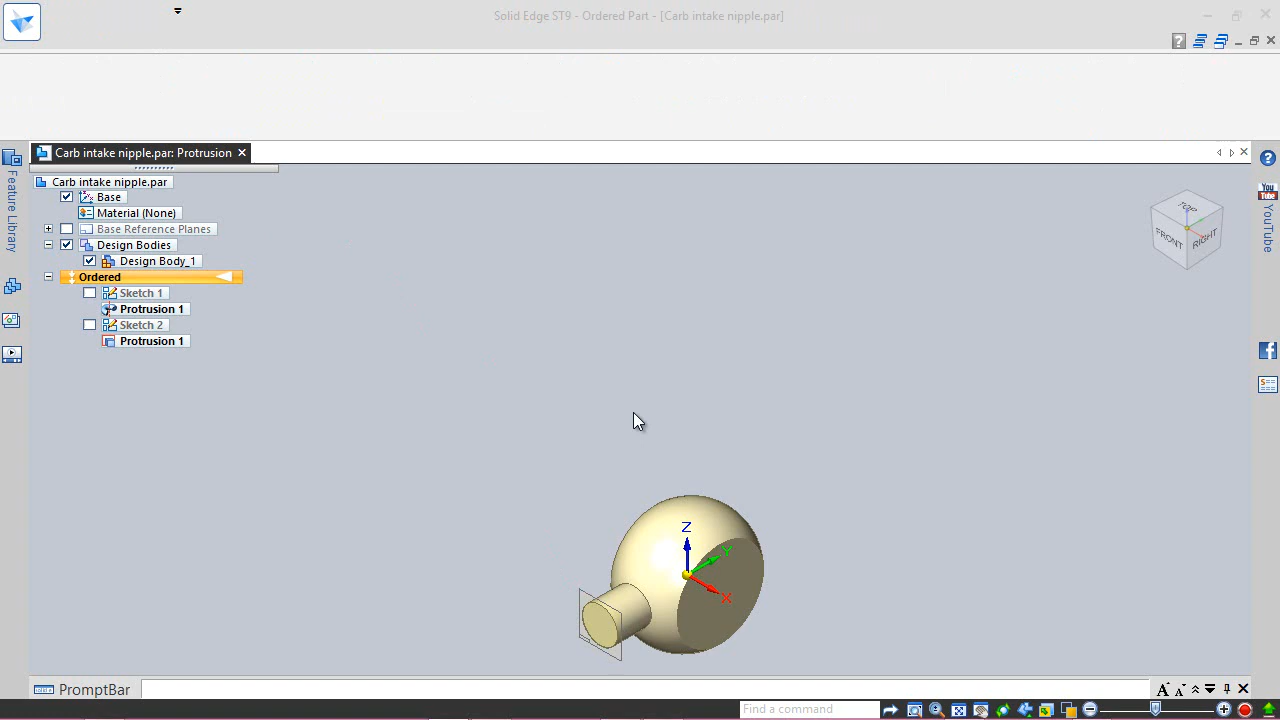 Solid Edge ST9 - Ordered Part - [Carb intake nipple.par]
Carb intake nipple.par: Protrusion
Carb intake nipple.par
Base
Material (None)
Base Reference Planes
Design Bodies
Design Body_1
Ordered
Sketch 1
Protrusion 1
Sketch 2
Protrusion 1
Feature Library
You
Tube
YouTube
TOP
FRONT
RIGHT
Z
Y
X
PromptBar
A A
Find a command